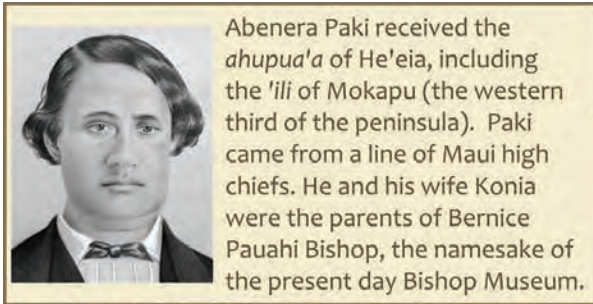 Abenera Paki received the
ahupua'a of He'eia, including
the 'ili of Mokapu (the western
third of the peninsula).  Paki
came from a line of Maui high
chiefs. He and his wife Konia
were the parents of Bernice
Pauahi Bishop, the namesake of
the present day Bishop Museum.